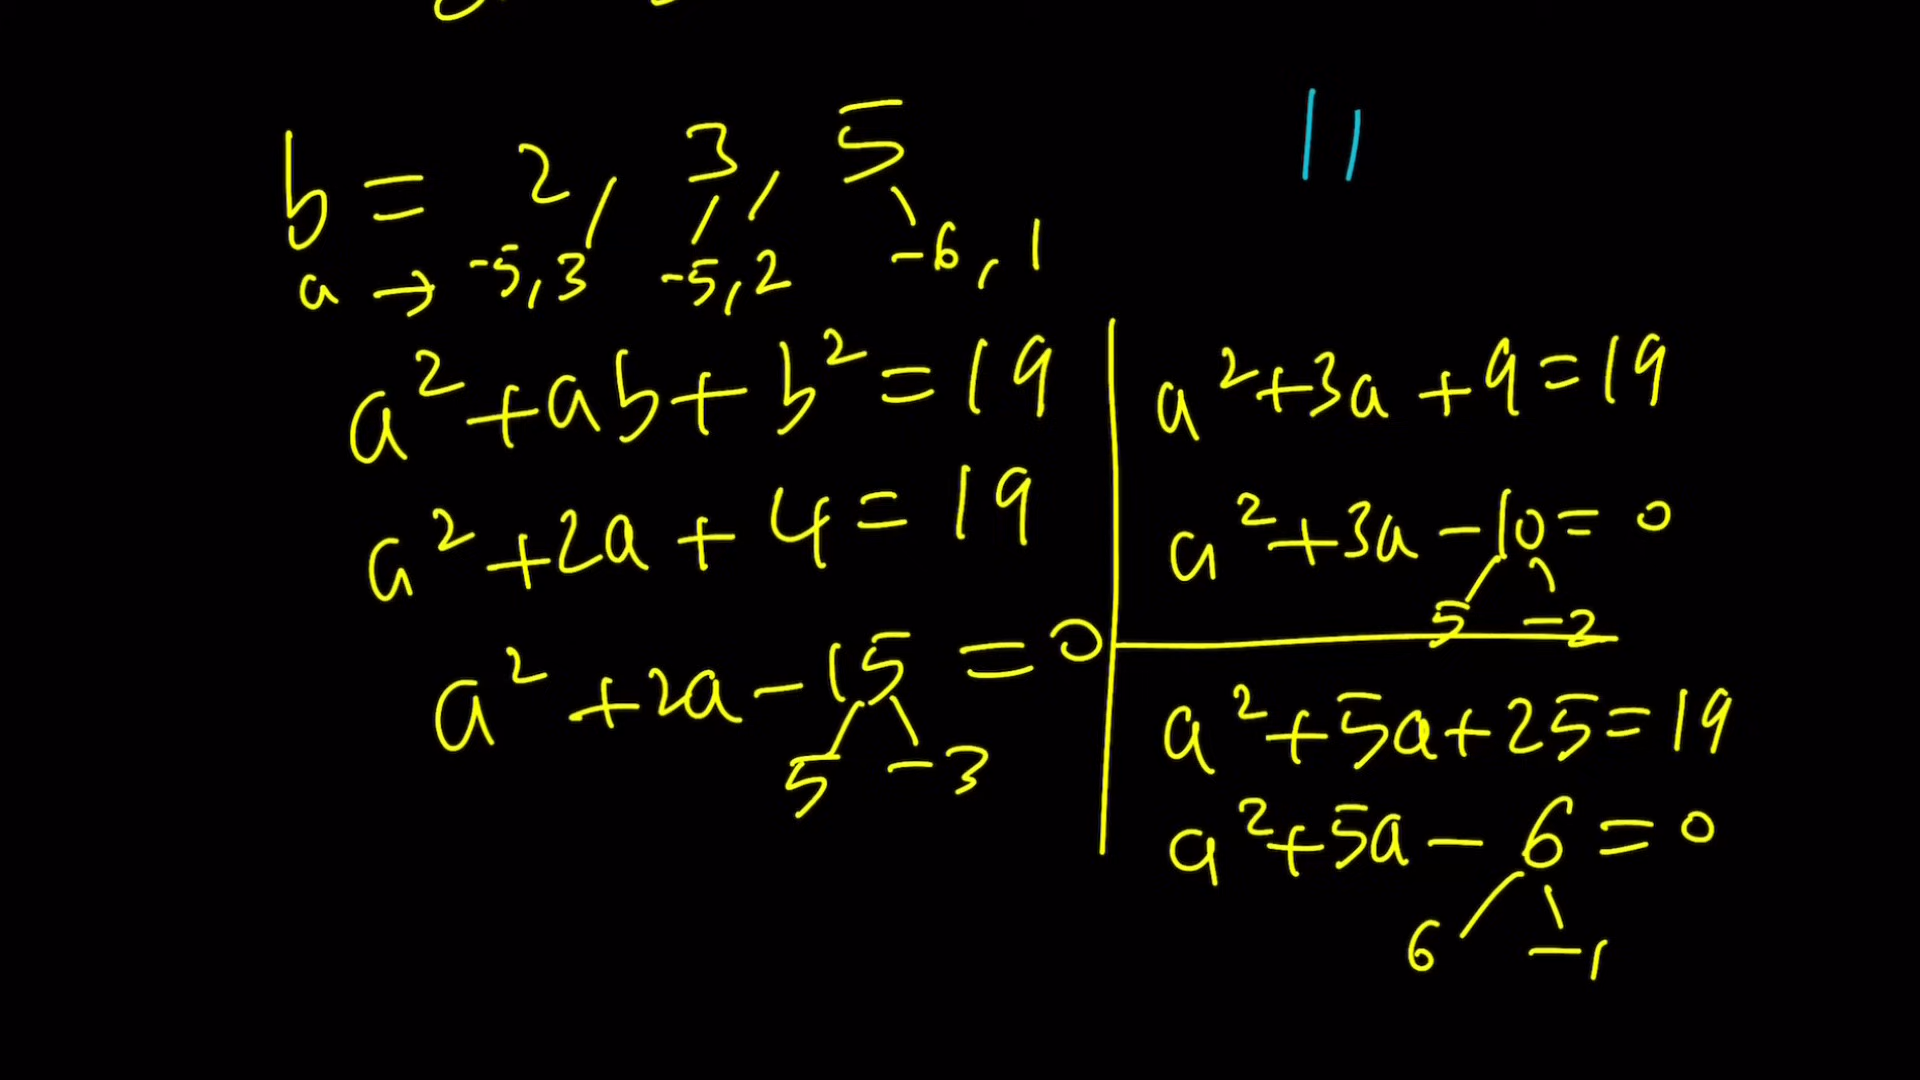 b = 2, 3, 5
a → -5,3 -5,2 -6, 1
a² + ab + b² = 19
a² + 2a + 4 = 19
a² + 2a - 15 = 0
5 -3
a² + 3a + 9 = 19
a² + 3a - 10 = 0
5 -2
a² + 5a + 25 = 19
a² + 5a - 6 = 0
6 -1